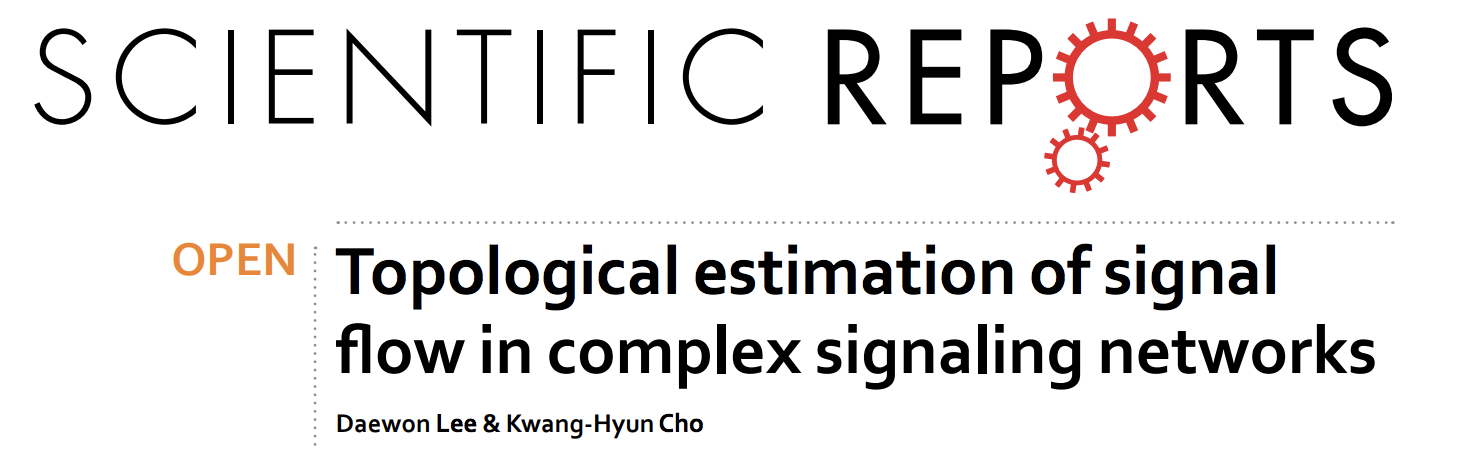 SCIENTIFIC REPORTS
OPEN
Topological estimation of signal
flow in complex signaling networks
Daewon Lee & Kwang-Hyun Cho